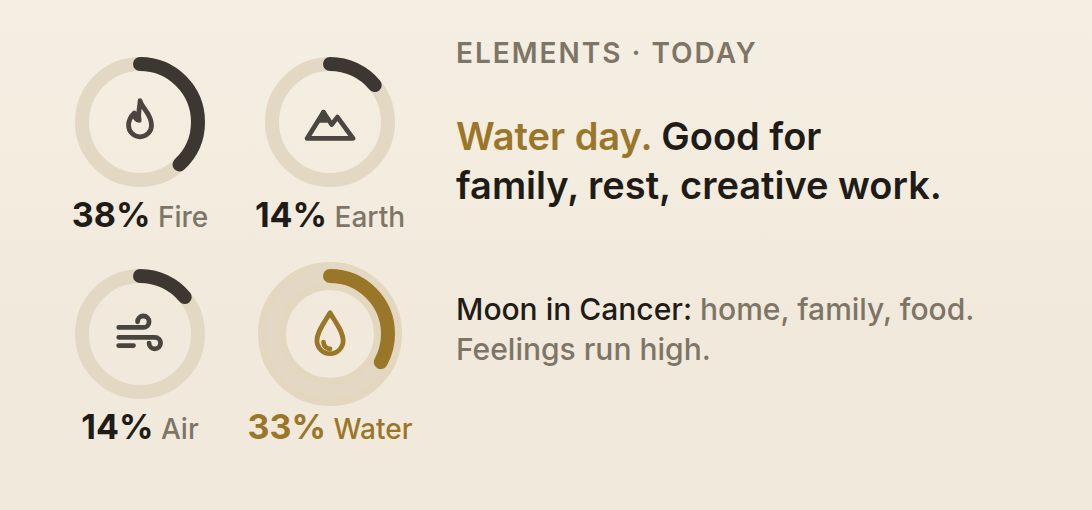 ELEMENTS · TODAY
Water day. Good for
family, rest, creative work.
Moon in Cancer: home, family, food.
Feelings run high.
38% Fire
14% Earth
14% Air
33% Water